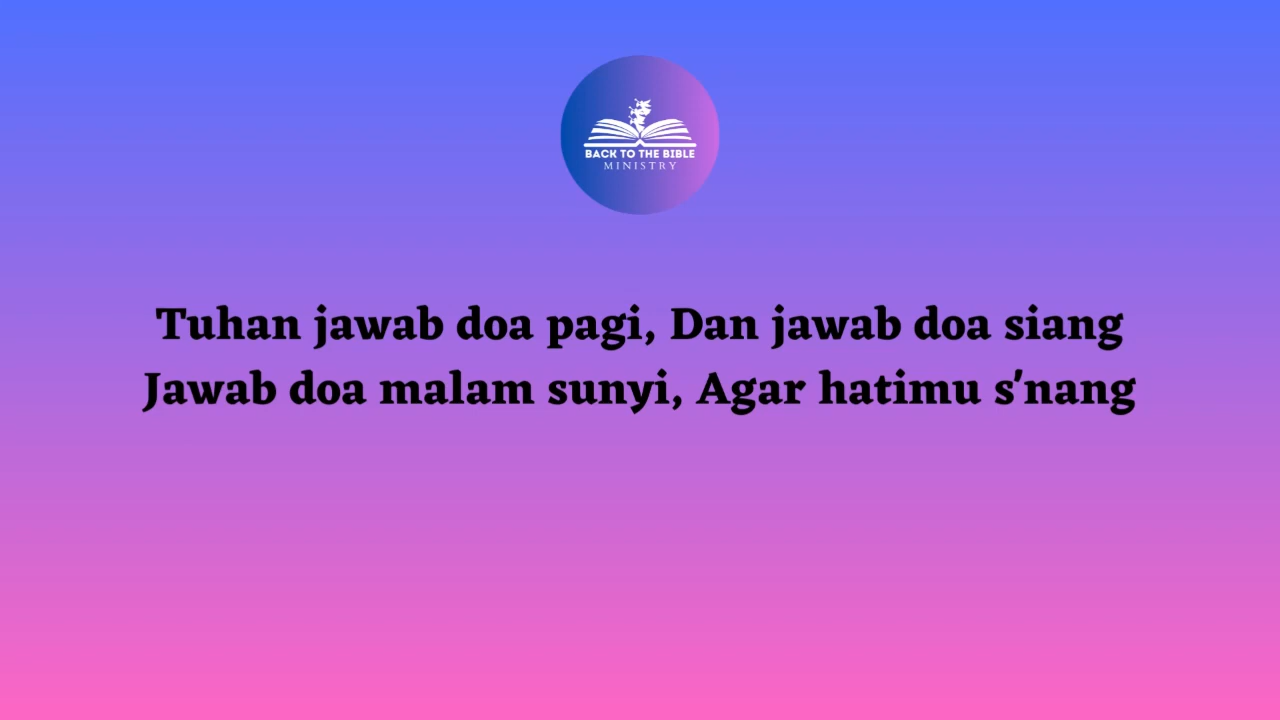 BACK TO THE BIBLE
MINISTRY
Tuhan jawab doa pagi, Dan jawab doa siang
Jawab doa malam sunyi, Agar hatimu s'nang